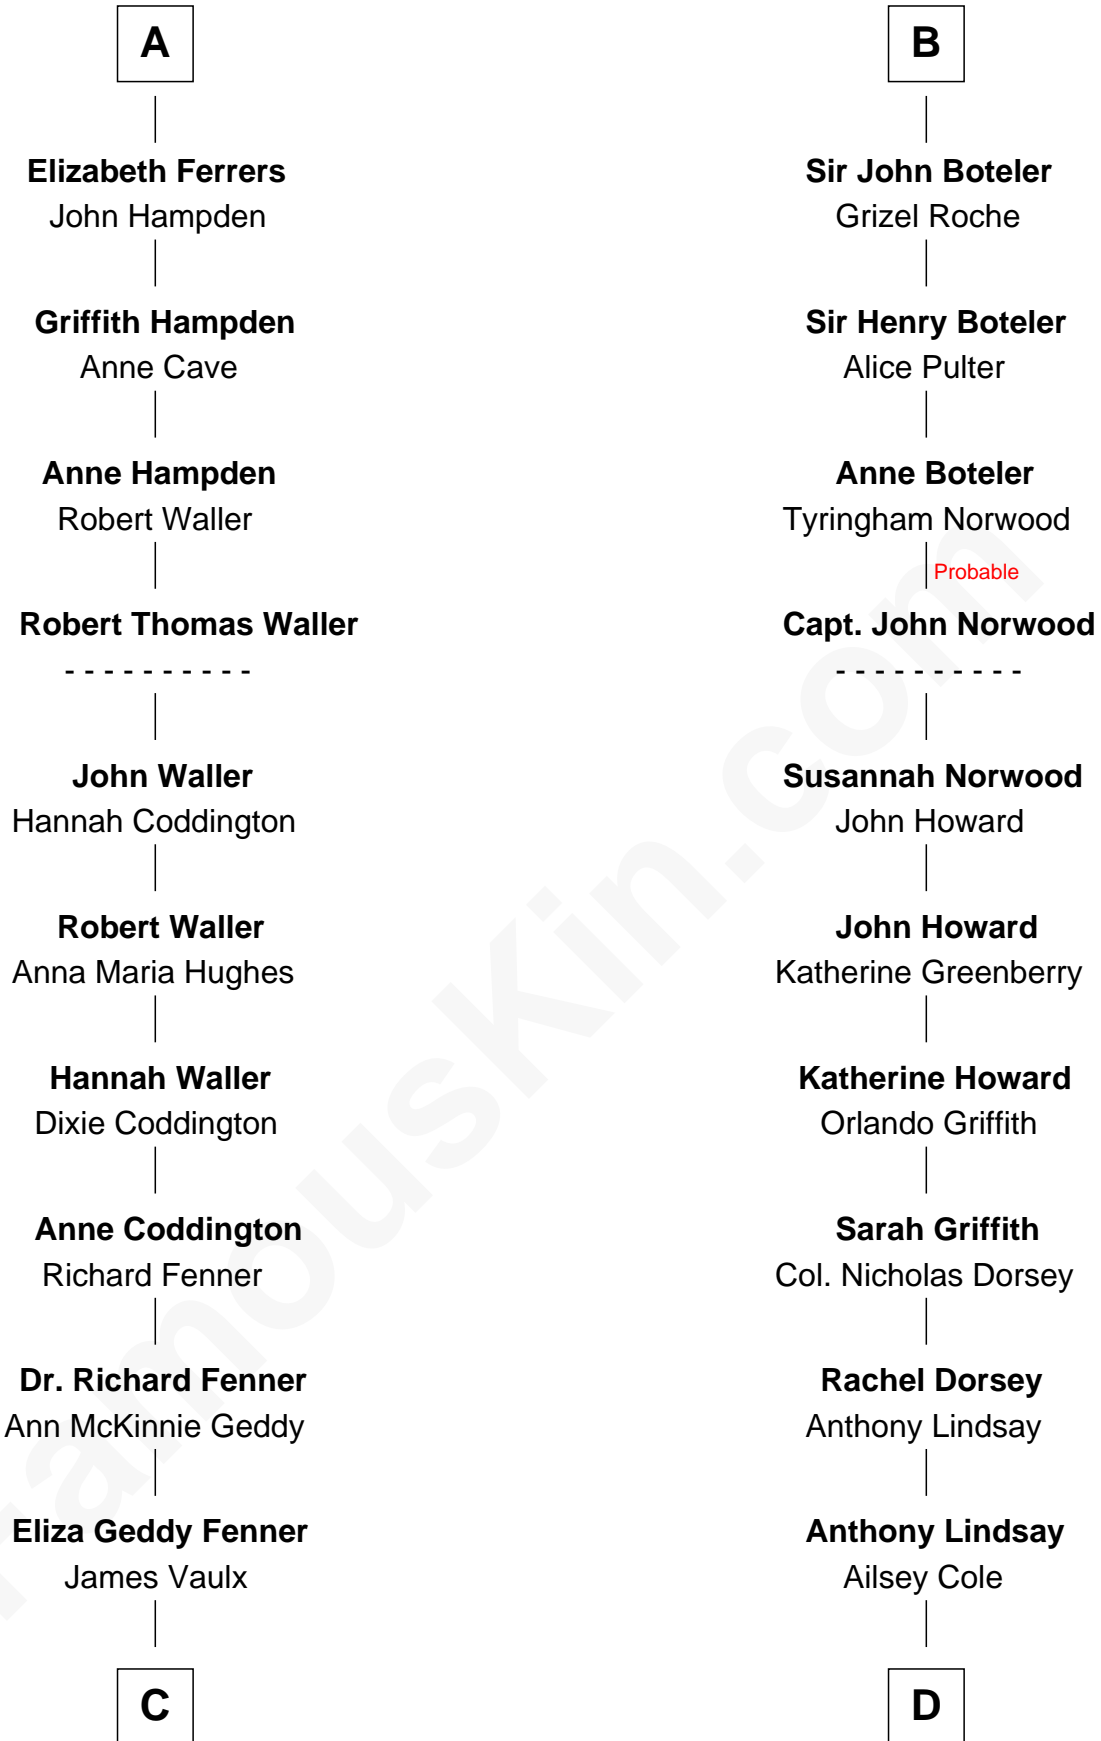 A
Elizabeth Ferrers
John Hampden
Griffith Hampden
Anne Cave
Anne Hampden
Robert Waller
Robert Thomas Waller
- - - - - - - - - -
John Waller
Hannah Coddington
Robert Waller
Anna Maria Hughes
Hannah Waller
Dixie Coddington
Anne Coddington
Richard Fenner
Dr. Richard Fenner
Ann McKinnie Geddy
Eliza Geddy Fenner
James Vaulx
C
B
Sir John Boteler
Grizel Roche
Sir Henry Boteler
Alice Pulter
Anne Boteler
Tyringham Norwood
Probable
Capt. John Norwood
- - - - - - - - - -
Susannah Norwood
John Howard
John Howard
Katherine Greenberry
Katherine Howard
Orlando Griffith
Sarah Griffith
Col. Nicholas Dorsey
Rachel Dorsey
Anthony Lindsay
Anthony Lindsay
Ailsey Cole
D
FamousKin.com